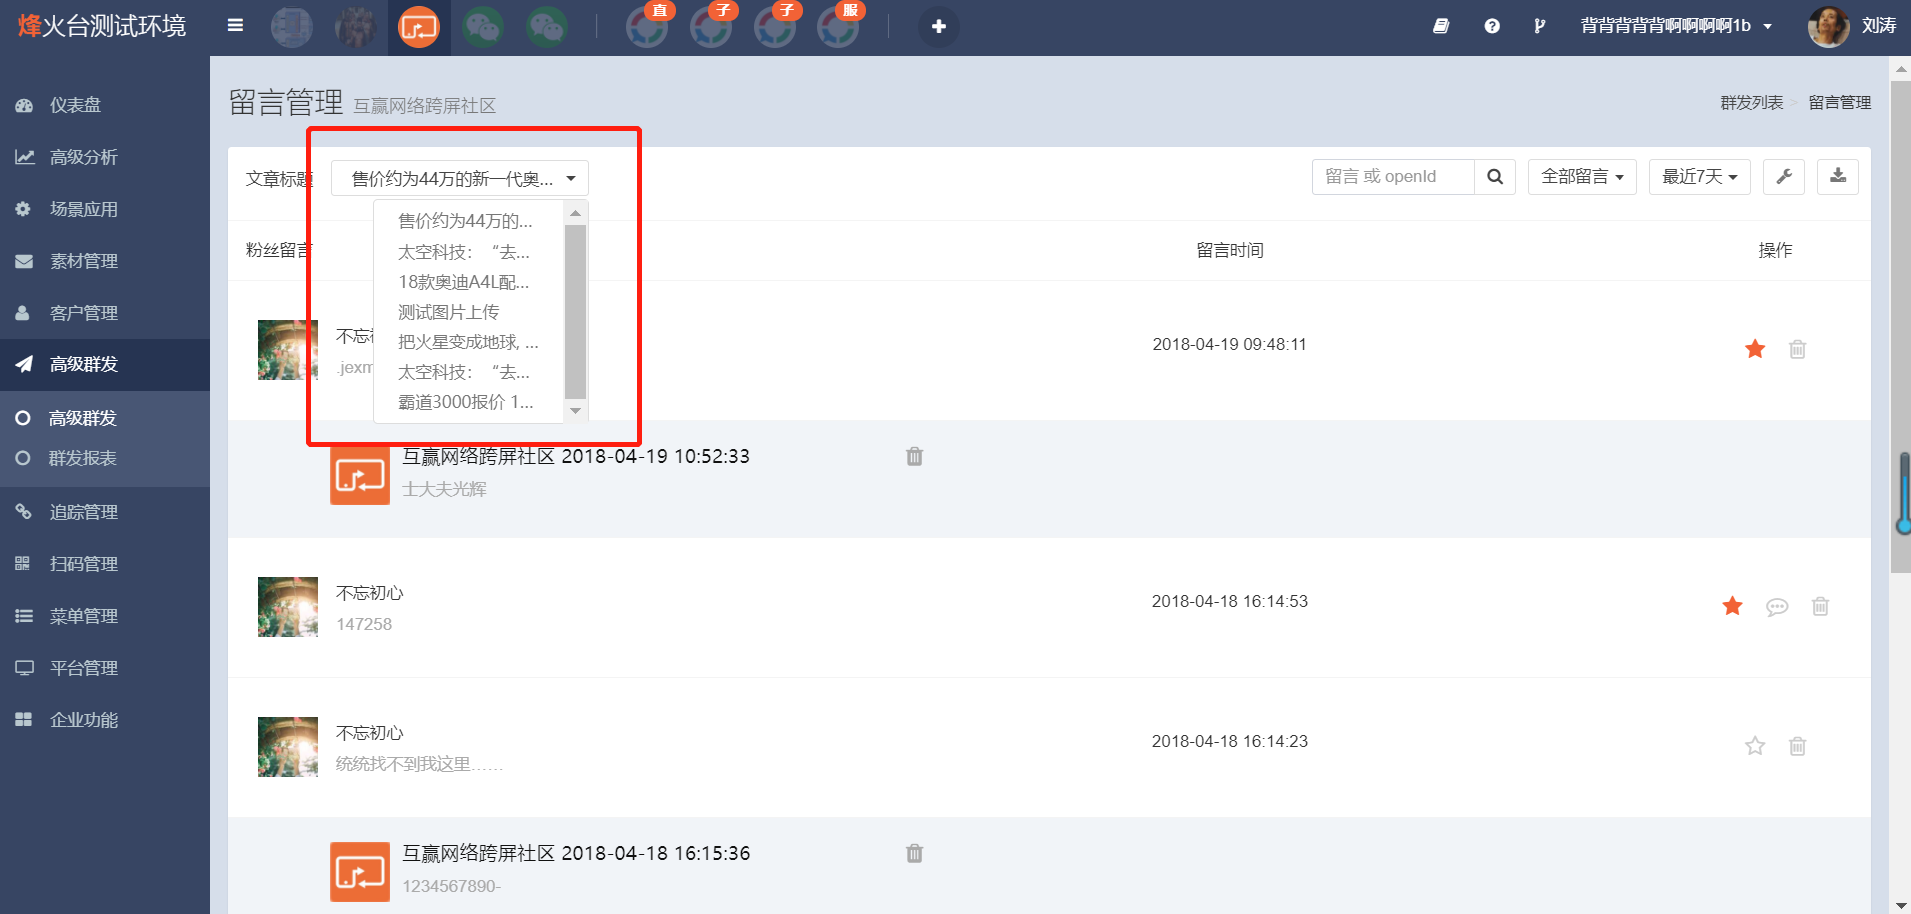 烽火台测试环境
直
子
子
服
背背背背背啊啊啊啊1b
刘涛
仪表盘
高级分析
场景应用
素材管理
客户管理
高级群发
高级群发
群发报表
追踪管理
扫码管理
菜单管理
平台管理
企业功能
留言管理 互赢网络跨屏社区
群发列表 > 留言管理
文章标题
售价约为44万的新一代奥...
留言 或 openId
全部留言
最近7天
售价约为44万的...
太空科技：“去...
18款奥迪A4L配...
测试图片上传
把火星变成地球, ...
太空科技：“去...
霸道3000报价 1...
粉丝留言
留言时间
操作
不忘
.jexm
2018-04-19 09:48:11
互赢网络跨屏社区 2018-04-19 10:52:33
士大夫光辉
不忘初心
147258
2018-04-18 16:14:53
不忘初心
统统找不到我这里……
2018-04-18 16:14:23
互赢网络跨屏社区 2018-04-18 16:15:36
1234567890-